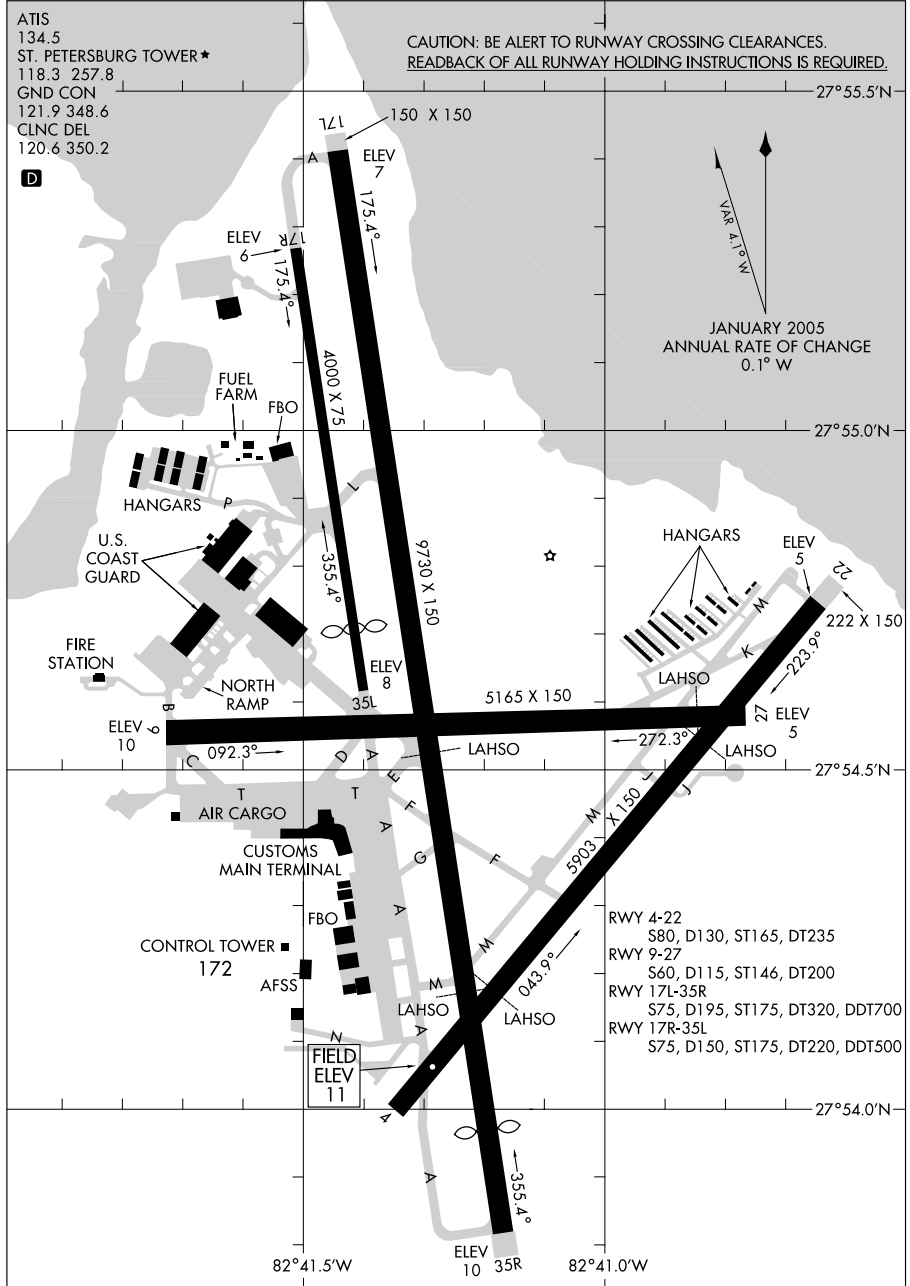 ATIS
134.5
ST. PETERSBURG TOWER★
118.3 257.8
GND CON
121.9 348.6
CLNC DEL
120.6 350.2
D
CAUTION: BE ALERT TO RUNWAY CROSSING CLEARANCES.
READBACK OF ALL RUNWAY HOLDING INSTRUCTIONS IS REQUIRED.
27°55.5'N
17L
150 X 150
A
ELEV
7
175.4°
VAR 4.1° W
JANUARY 2005
ANNUAL RATE OF CHANGE
0.1° W
ELEV
6
17R
175.4°
4000 X 75
27°55.0'N
FUEL
FARM
FBO
HANGARS
P
L
U.S.
COAST
GUARD
355.4°
9730 X 150
HANGARS
ELEV
5
22
222 X 150
M
K
223.9°
FIRE
STATION
NORTH
RAMP
ELEV
8
35L
5165 X 150
LAHSO
B
ELEV
10
9
092.3°
272.3°
27
ELEV
5
LAHSO
LAHSO
27°54.5'N
C
D
A
E
F
T
T
AIR CARGO
CUSTOMS
MAIN TERMINAL
A
G
F
M
J
J
5903 X 150
FBO
A
CONTROL TOWER
172
AFSS
M
M
043.9°
LAHSO
LAHSO
RWY 4-22
S80, D130, ST165, DT235
RWY 9-27
S60, D115, ST146, DT200
RWY 17L-35R
S75, D195, ST175, DT320, DDT700
RWY 17R-35L
S75, D150, ST175, DT220, DDT500
N
A
FIELD
ELEV
11
4
27°54.0'N
A
355.4°
ELEV
10
35R
82°41.5'W
82°41.0'W